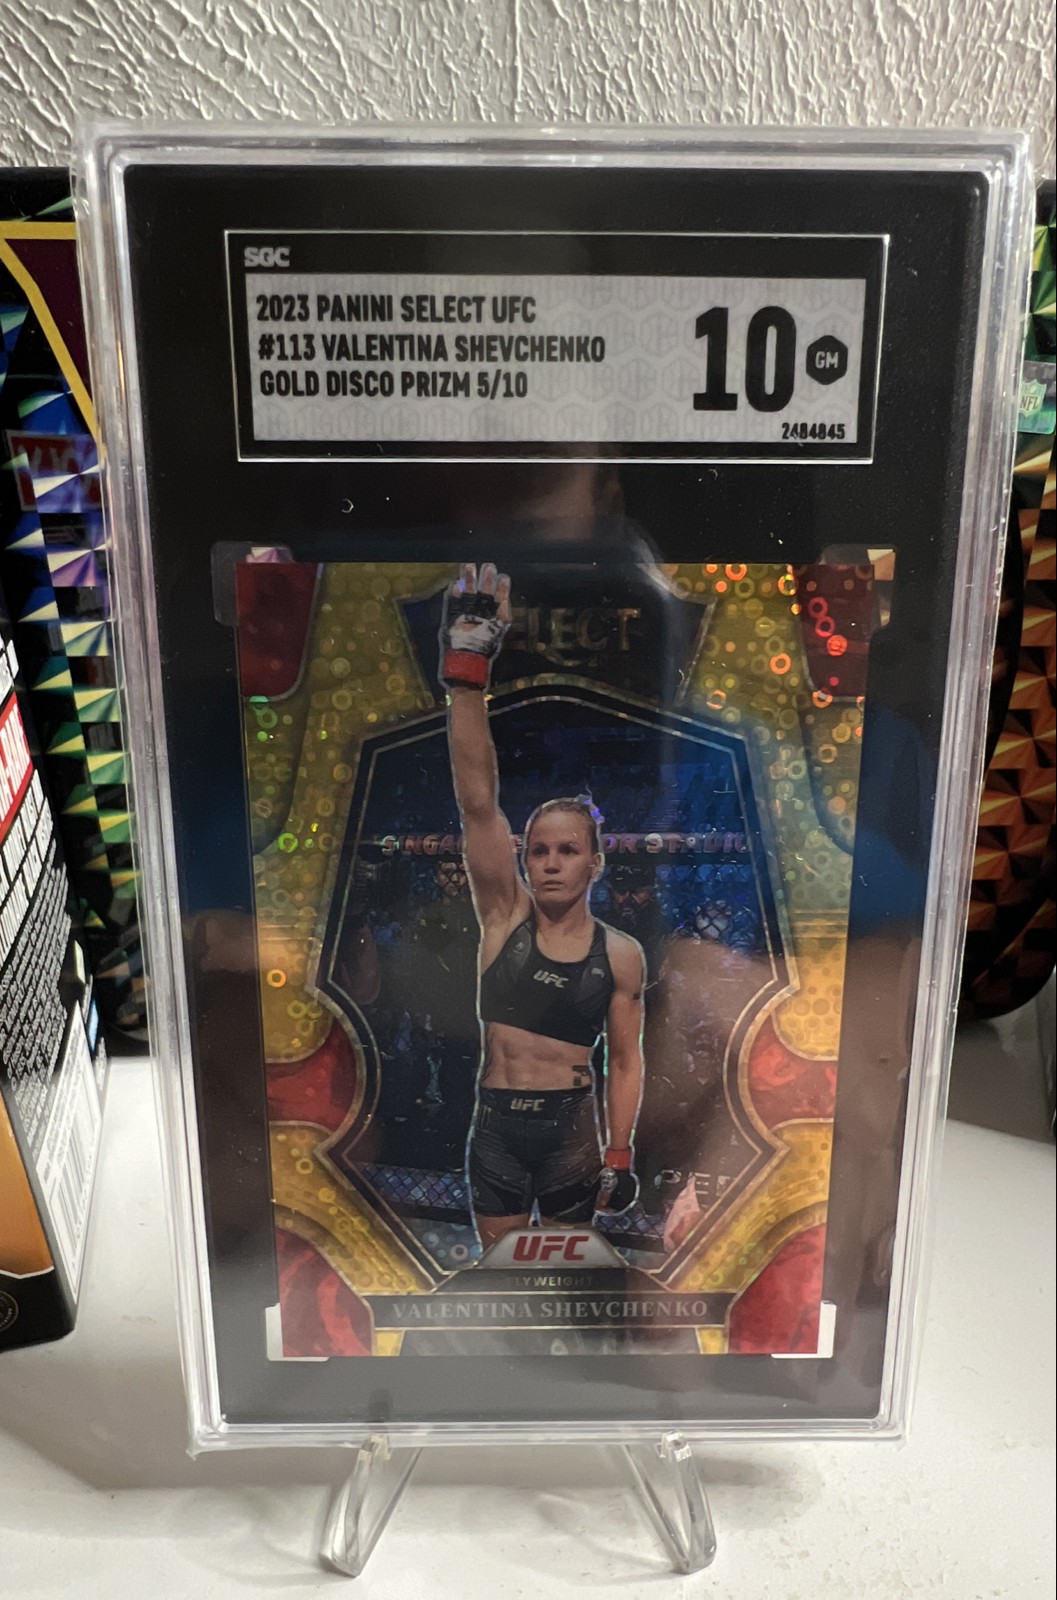 SGC
2023 PANINI SELECT UFC
#113 VALENTINA SHEVCHENKO
GOLD DISCO PRIZM 5/10
10
GM
2484845
NFL
SELECT
UFC
UFC
UFC
FLYWEIGHT
VALENTINA SHEVCHENKO